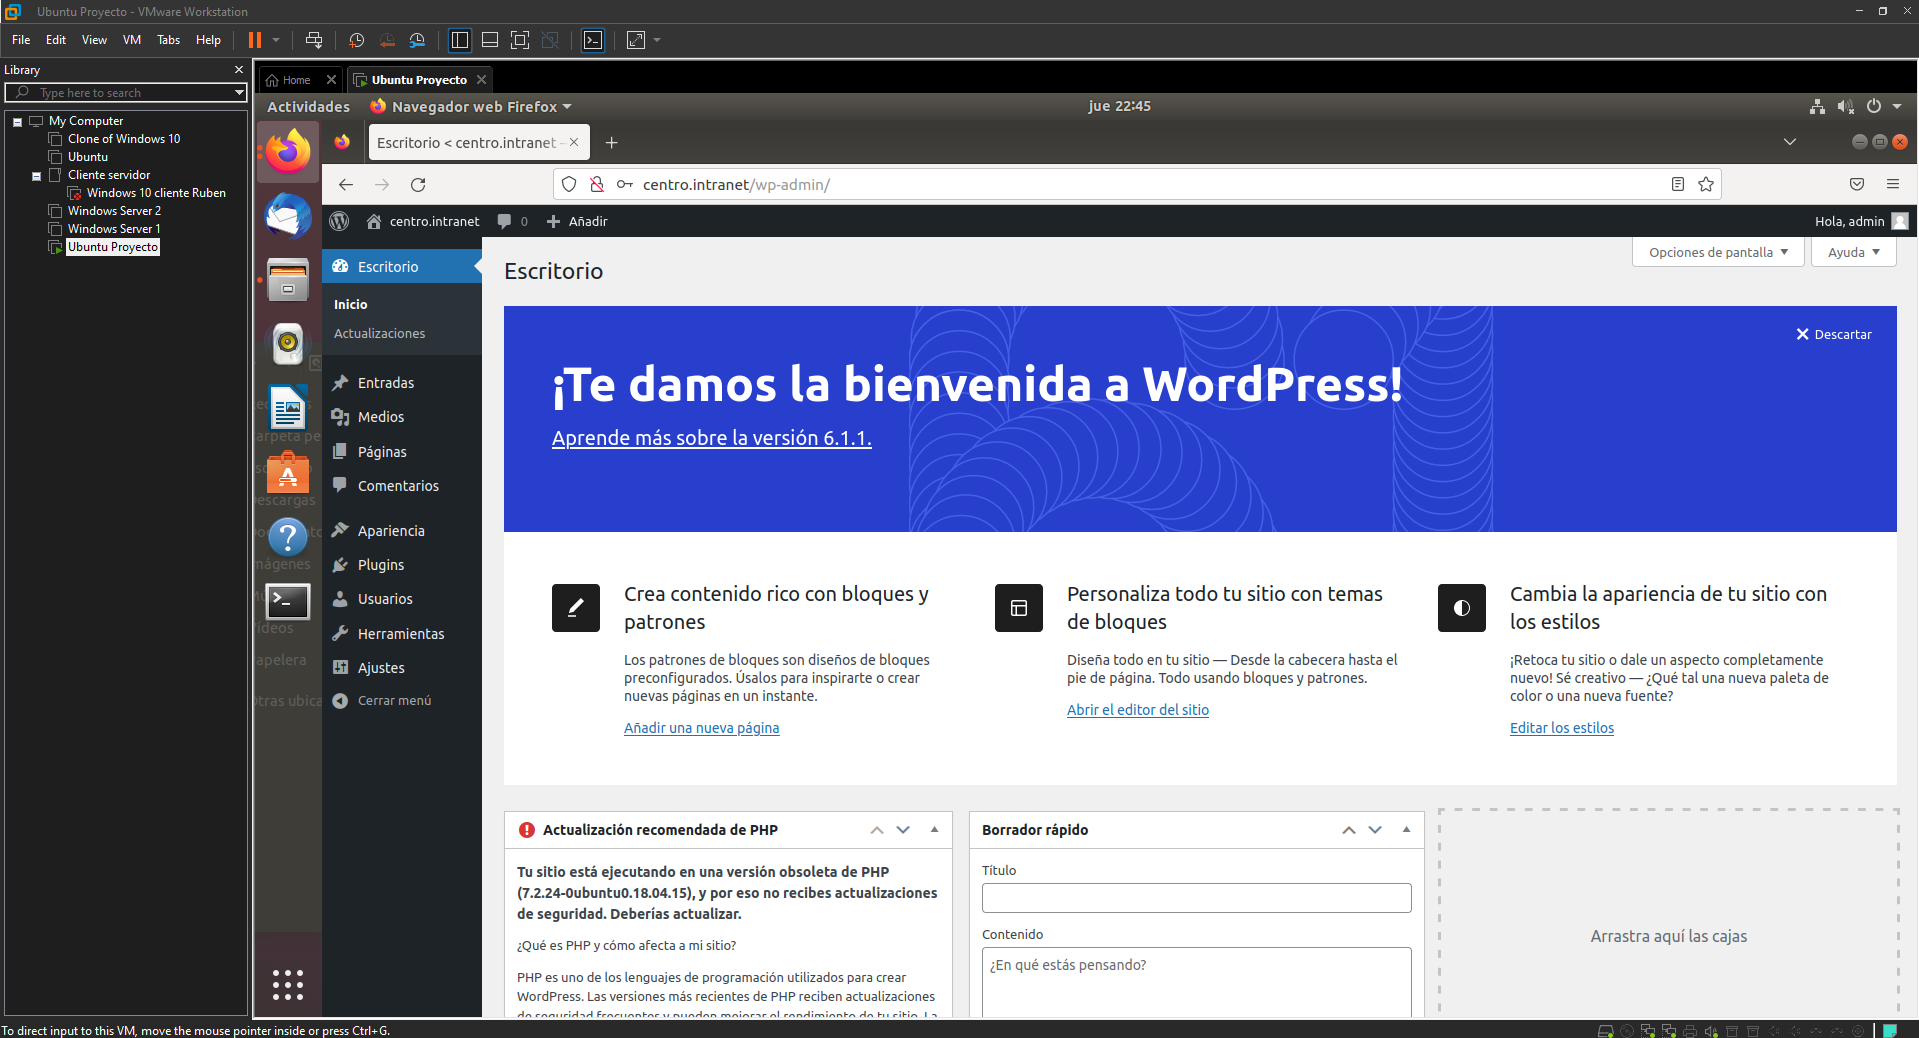 Ubuntu Proyecto - VMware Workstation
File Edit View VM Tabs Help
Library
Type here to search
My Computer
Clone of Windows 10
Ubuntu
Cliente servidor
Windows 10 cliente Ruben
Windows Server 2
Windows Server 1
Ubuntu Proyecto
Home
Ubuntu Proyecto
Actividades
Navegador web Firefox
jue 22:45
Escritorio < centro.intranet -
centro.intranet/wp-admin/
centro.intranet
0
Añadir
Hola, admin
Escritorio
Inicio
Actualizaciones
Entradas
Medios
Páginas
Comentarios
Apariencia
Plugins
Usuarios
Herramientas
Ajustes
Cerrar menú
Escritorio
Opciones de pantalla
Ayuda
Descartar
¡Te damos la bienvenida a WordPress!
Aprende más sobre la versión 6.1.1.
Crea contenido rico con bloques y
patrones
Los patrones de bloques son diseños de bloques
preconfigurados. Úsalos para inspirarte o crear
nuevas páginas en un instante.
Añadir una nueva página
Personaliza todo tu sitio con temas
de bloques
Diseña todo en tu sitio — Desde la cabecera hasta el
pie de página. Todo usando bloques y patrones.
Abrir el editor del sitio
Cambia la apariencia de tu sitio con
los estilos
¡Retoca tu sitio o dale un aspecto completamente
nuevo! Sé creativo — ¿Qué tal una nueva paleta de
color o una nueva fuente?
Editar los estilos
Actualización recomendada de PHP
Tu sitio está ejecutando en una versión obsoleta de PHP
(7.2.24-0ubuntu0.18.04.15), y por eso no recibes actualizaciones
de seguridad. Deberías actualizar.
¿Qué es PHP y cómo afecta a mi sitio?
PHP es uno de los lenguajes de programación utilizados para crear
WordPress. Las versiones más recientes de PHP reciben actualizaciones
de seguridad frecuentes y pueden mejorar el rendimiento de tu sitio. La
Borrador rápido
Título
Contenido
¿En qué estás pensando?
Arrastra aquí las cajas
To direct input to this VM, move the mouse pointer inside or press Ctrl+G.